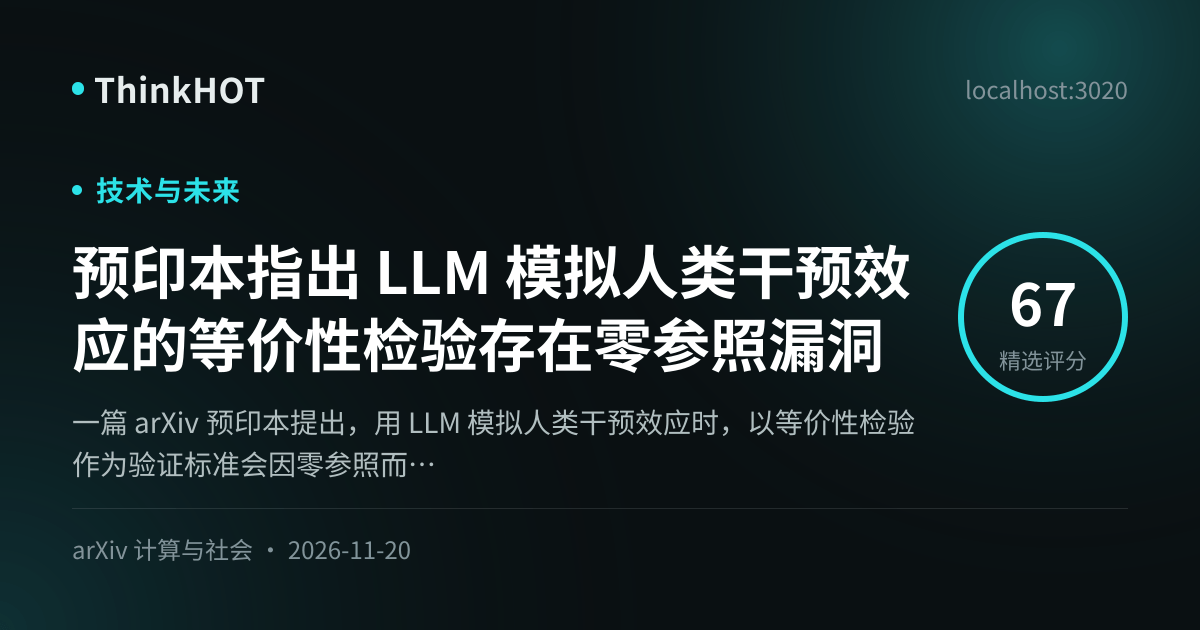 ThinkHOT
localhost:3020
技术与未来
预印本指出 LLM 模拟人类干预效
应的等价性检验存在零参照漏洞
67
精选评分
一篇 arXiv 预印本提出，用 LLM 模拟人类干预效应时，以等价性检验
作为验证标准会因零参照而…
arXiv 计算与社会 · 2026-11-20